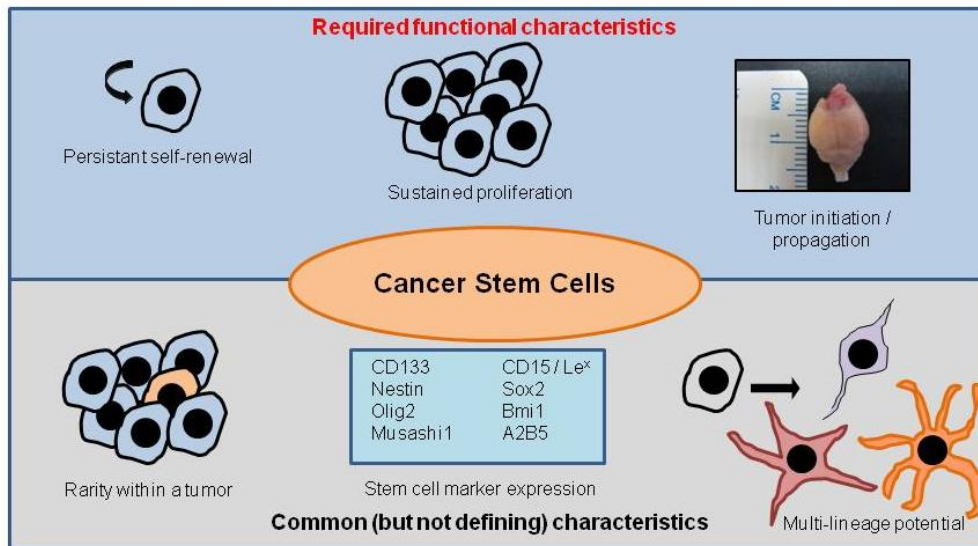 Required functional characteristics
Persistant self-renewal
Sustained proliferation
CM
1
2
Tumor initiation /
propagation
Cancer Stem Cells
CD133 CD15 / Leˣ
Nestin Sox2
Olig2 Bmi1
Musashi1 A2B5
Rarity within a tumor
Stem cell marker expression
Multi-lineage potential
Common (but not defining) characteristics